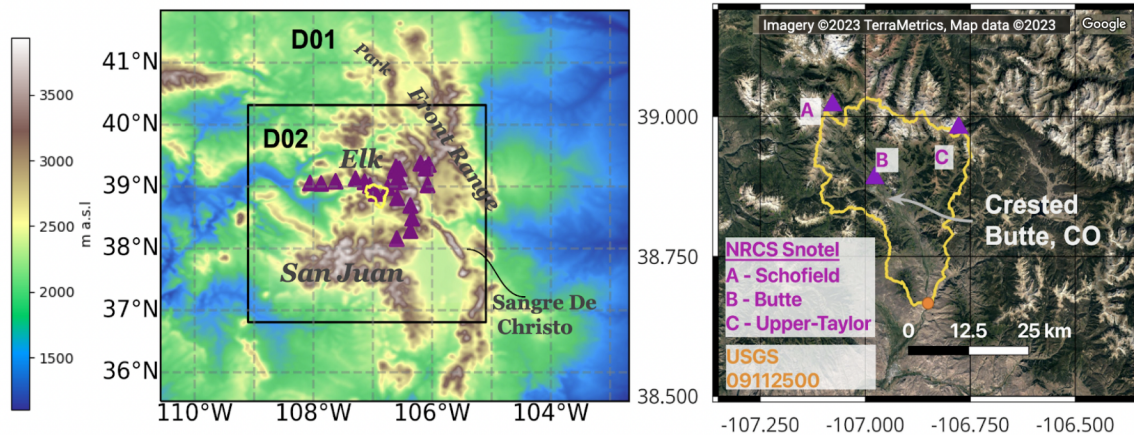 3500
3000
2500
2000
1500
m a.s.l
41°N
40°N
39°N
38°N
37°N
36°N
110°W
108°W
106°W
104°W
D01
D02
Park
Front Range
Elk
San Juan
Sangre De
Christo
Imagery ©2023 TerraMetrics, Map data ©2023
Google
39.000
38.750
38.500
A
B
C
Crested
Butte, CO
NRCS Snotel
A - Schofield
B - Butte
C - Upper-Taylor
USGS
09112500
0 12.5 25 km
-107.250
-107.000
-106.750
-106.500